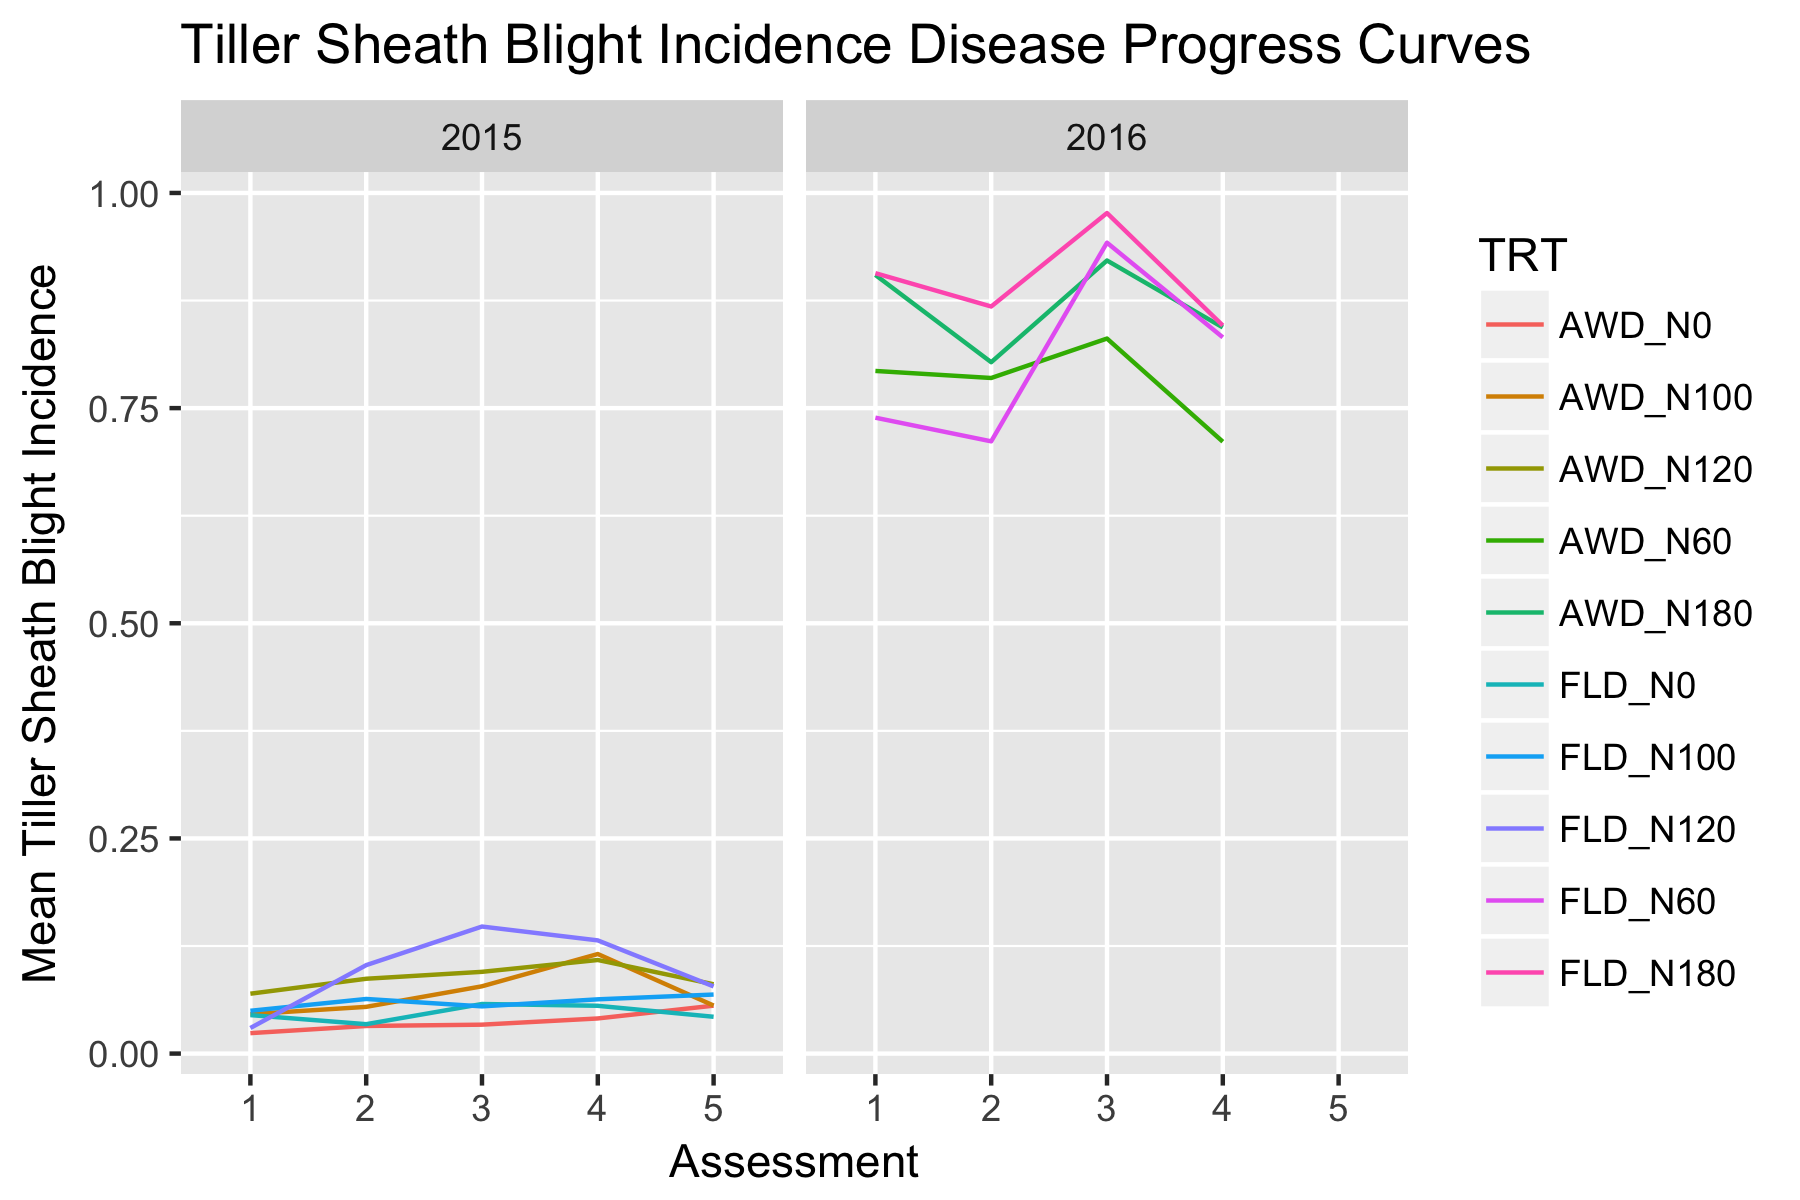 Tiller Sheath Blight Incidence Disease Progress Curves
2015
2016
Mean Tiller Sheath Blight Incidence
1.00
0.75
0.50
0.25
0.00
1 2 3 4 5
1 2 3 4 5
Assessment
TRT
AWD_N0
AWD_N100
AWD_N120
AWD_N60
AWD_N180
FLD_N0
FLD_N100
FLD_N120
FLD_N60
FLD_N180